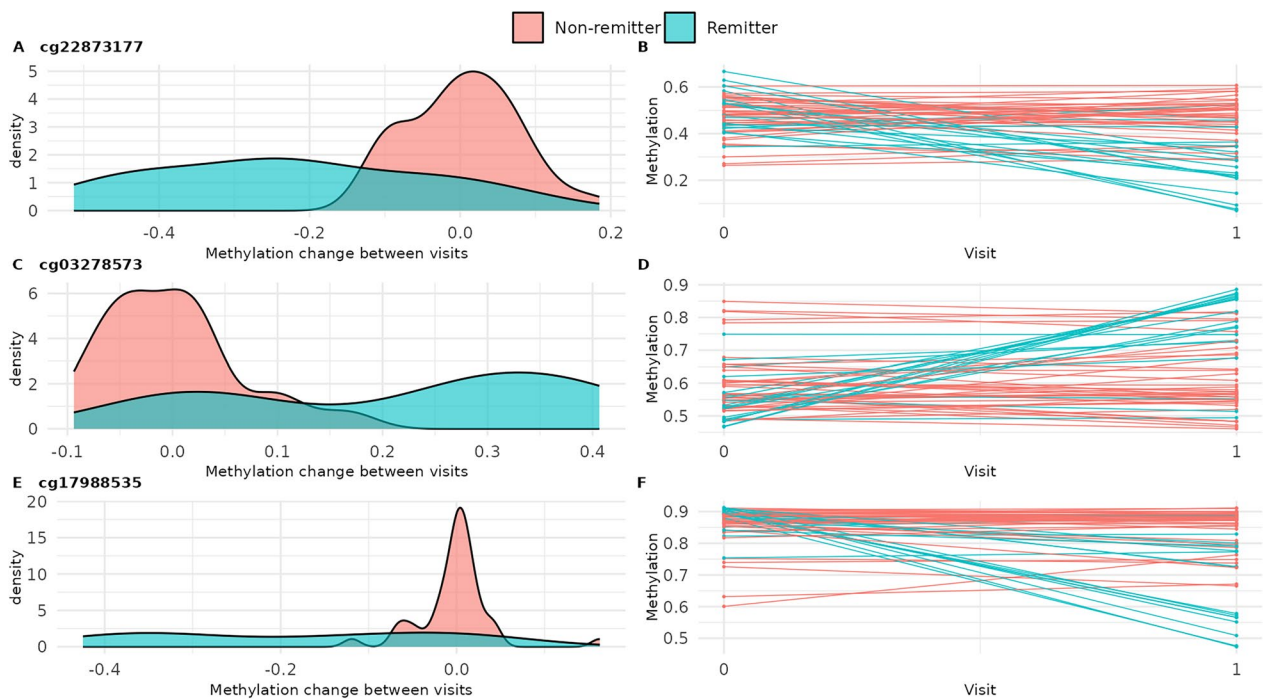 Non-remitter Remitter
A cg22873177
B
5
4
3
2
1
0
density
-0.4 -0.2 0.0 0.2
Methylation change between visits
0.6
0.4
0.2
Methylation
0 1
Visit
C cg03278573
D
6
4
2
0
density
-0.1 0.0 0.1 0.2 0.3 0.4
Methylation change between visits
0.9
0.8
0.7
0.6
0.5
Methylation
0 1
Visit
E cg17988535
F
20
15
10
5
0
density
-0.4 -0.2 0.0
Methylation change between visits
0.9
0.8
0.7
0.6
0.5
Methylation
0 1
Visit